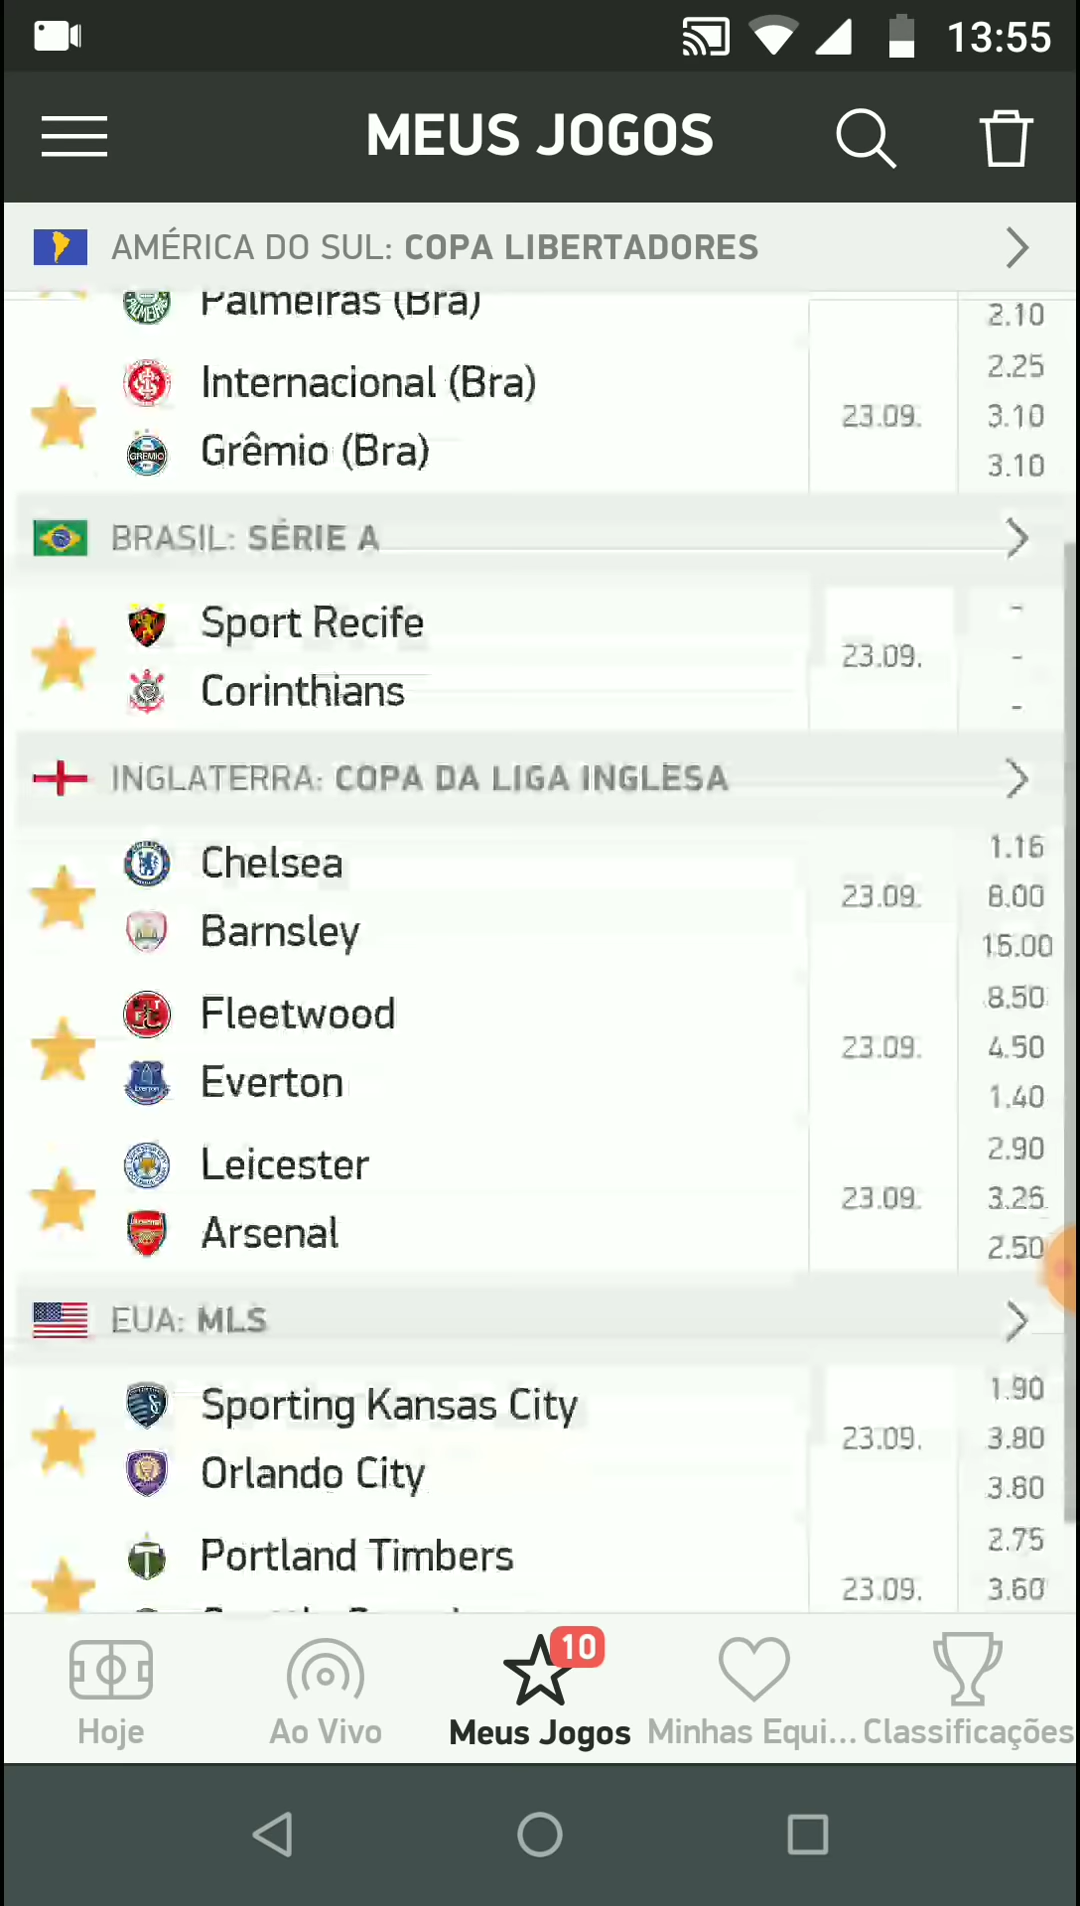 13:55
MEUS JOGOS
AMÉRICA DO SUL: COPA LIBERTADORES
Palmeiras (Bra)
2.10
Internacional (Bra)
Grêmio (Bra)
23.09.
2.25
3.10
3.10
BRASIL: SÉRIE A
Sport Recife
Corinthians
23.09.
-
-
-
INGLATERRA: COPA DA LIGA INGLESA
Chelsea
Barnsley
23.09.
1.16
8.00
15.00
Fleetwood
Everton
23.09.
8.50
4.50
1.40
Leicester
Arsenal
23.09.
2.90
3.25
2.50
EUA: MLS
Sporting Kansas City
Orlando City
23.09.
1.90
3.80
3.80
Portland Timbers
23.09.
2.75
3.60
10
Hoje
Ao Vivo
Meus Jogos
Minhas Equi...
Classificações